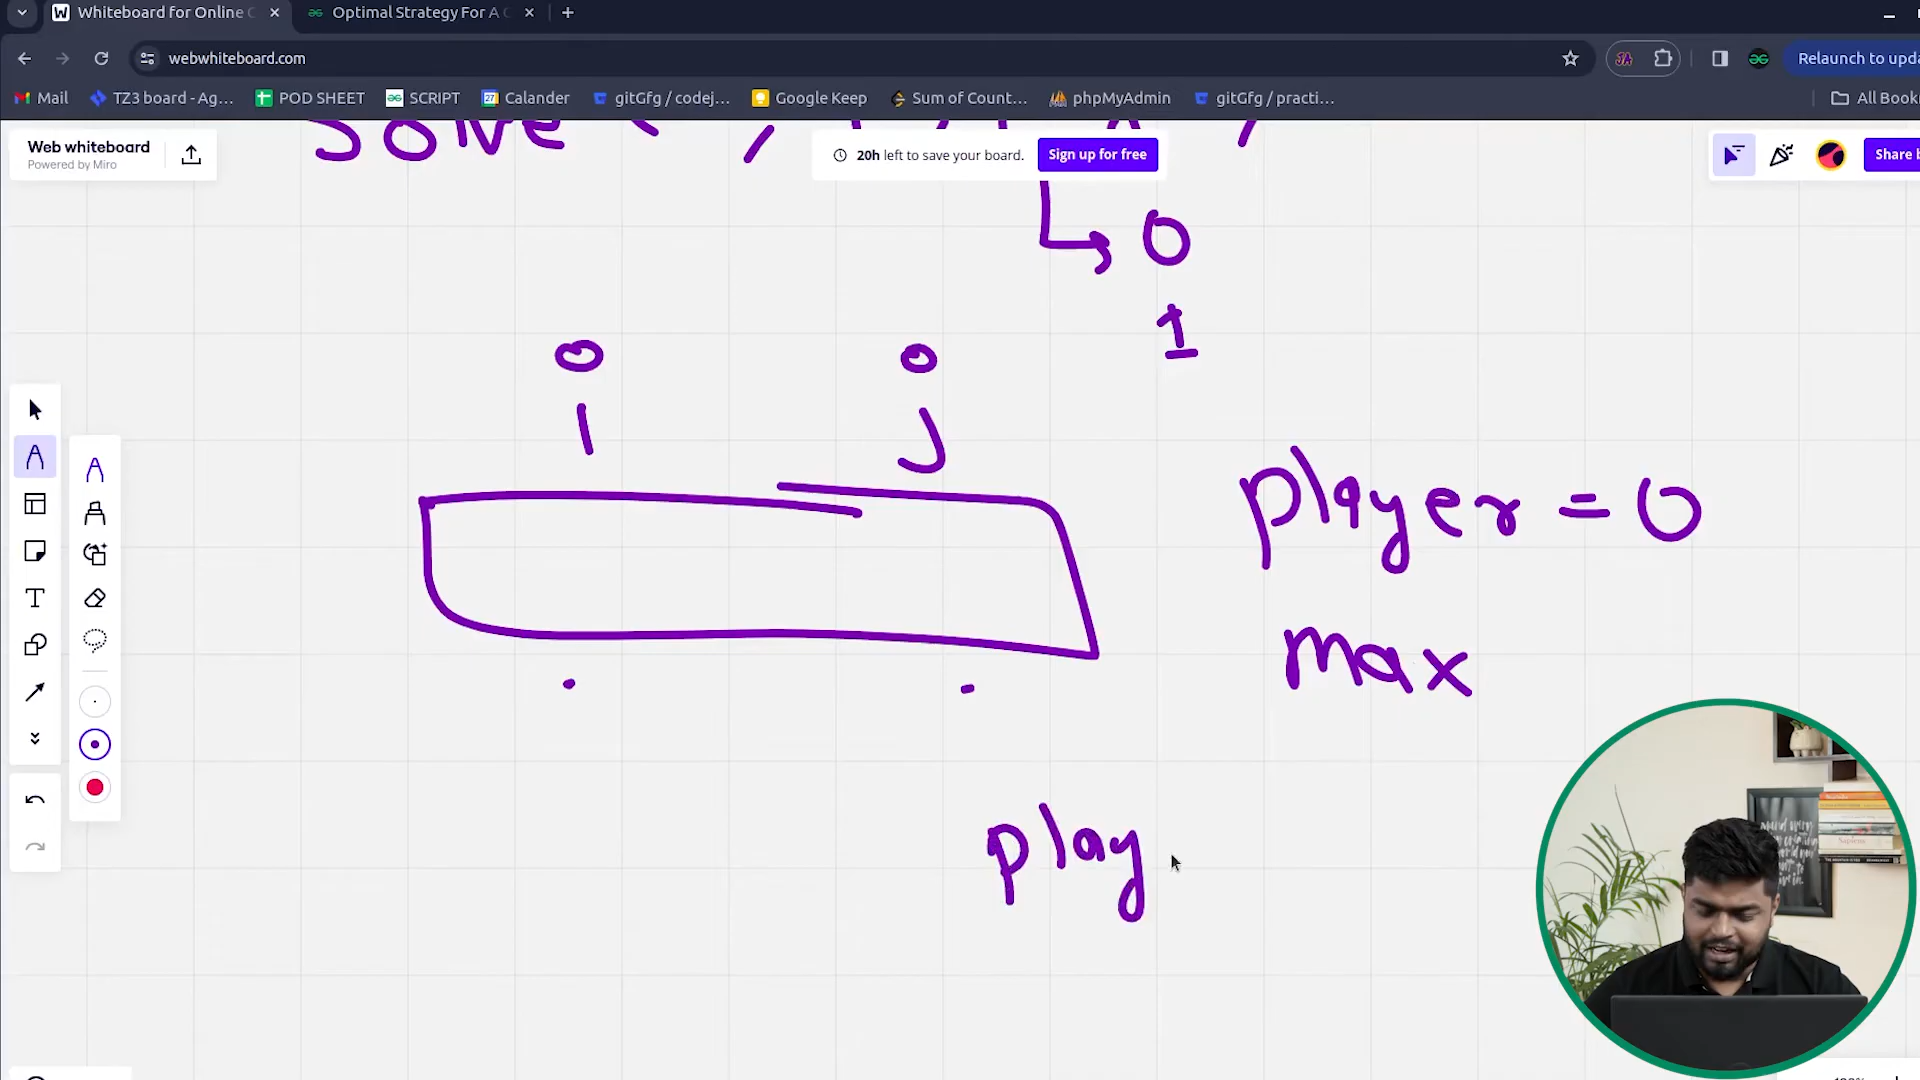 Whiteboard for Online C
Optimal Strategy For A G
webwhiteboard.com
Relaunch to upda
Mail
TZ3 board - Ag...
POD SHEET
SCRIPT
Calander
gitGfg / codej...
Google Keep
Sum of Count...
phpMyAdmin
gitGfg / practi...
All Book
Web whiteboard
Powered by Miro
20h left to save your board.
Sign up for free
Share b
solve
0
1
0 0
i j
player = 0
max
play